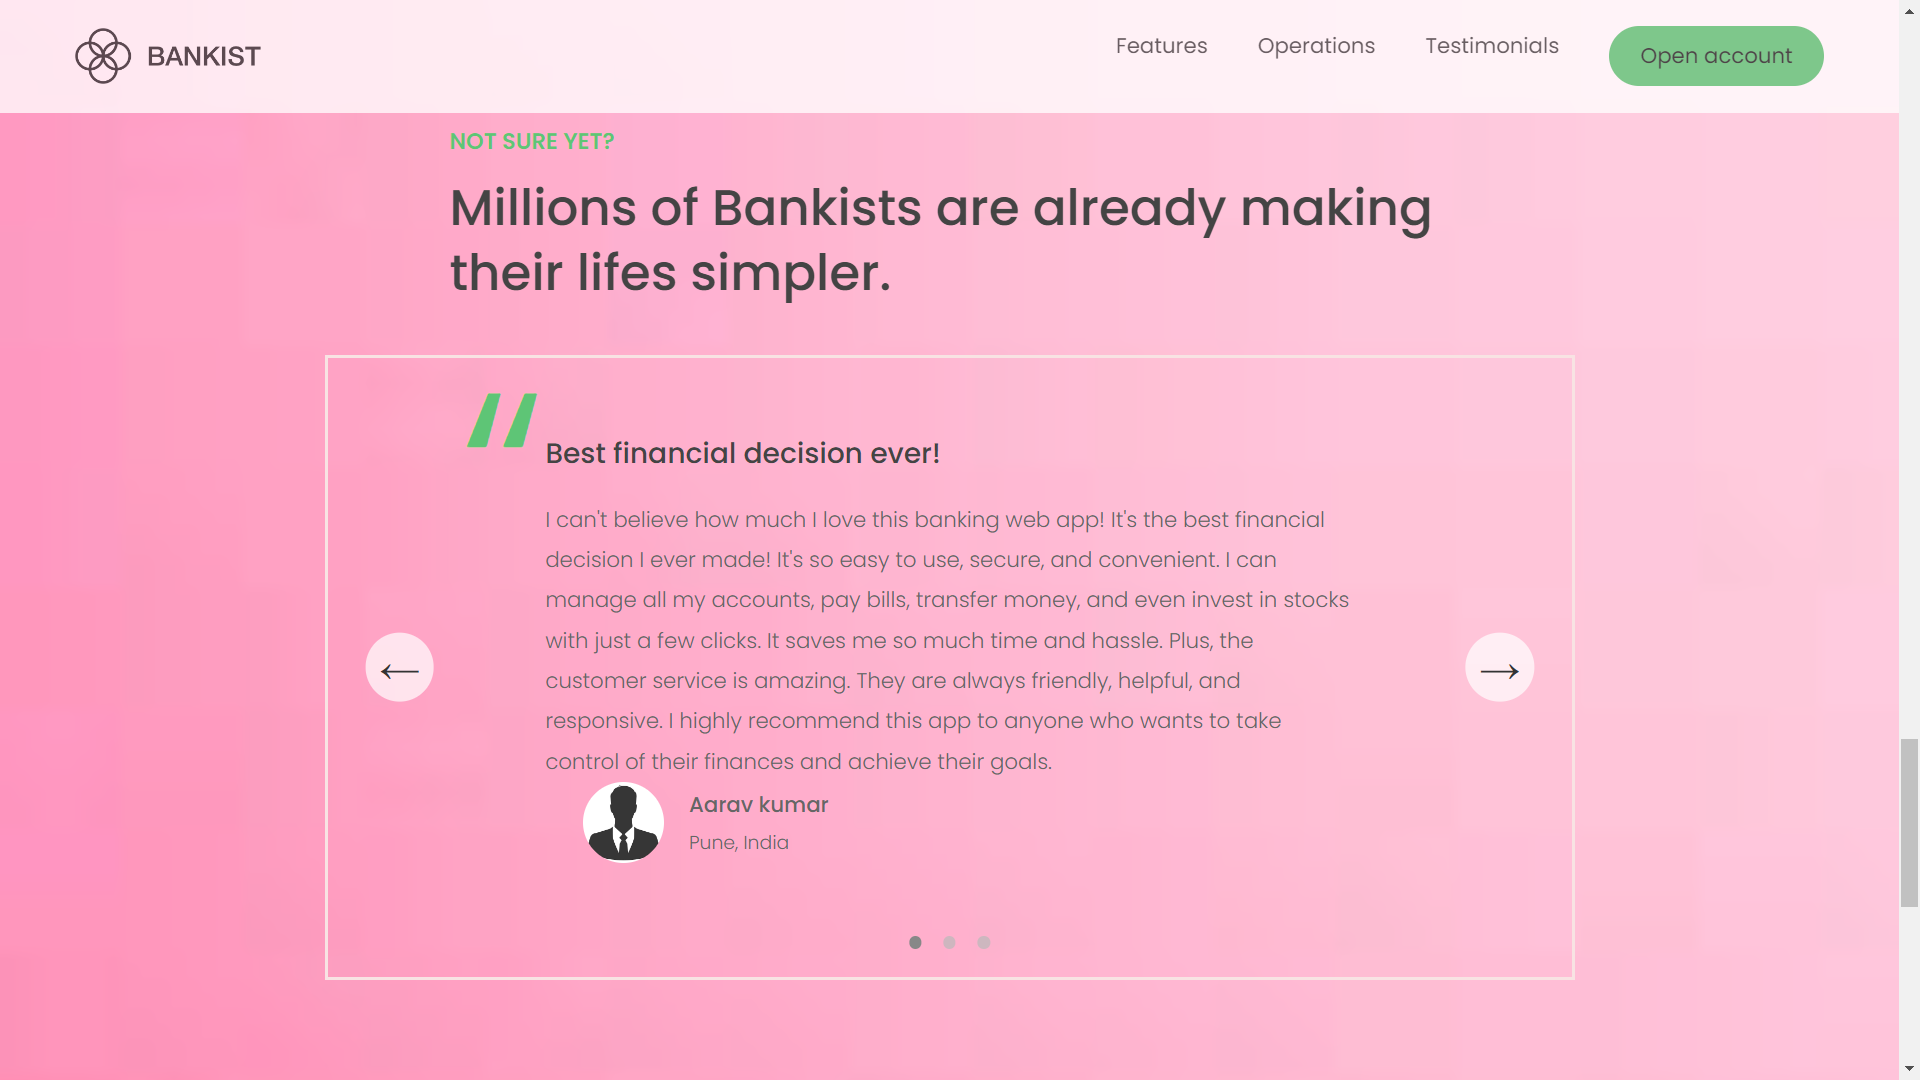 BANKIST
Features
Operations
Testimonials
Open account
NOT SURE YET?
Millions of Bankists are already making
their lifes simpler.
“
Best financial decision ever!
I can't believe how much I love this banking web app! It's the best financial
decision I ever made! It's so easy to use, secure, and convenient. I can
manage all my accounts, pay bills, transfer money, and even invest in stocks
with just a few clicks. It saves me so much time and hassle. Plus, the
customer service is amazing. They are always friendly, helpful, and
responsive. I highly recommend this app to anyone who wants to take
control of their finances and achieve their goals.
Aarav kumar
Pune, India